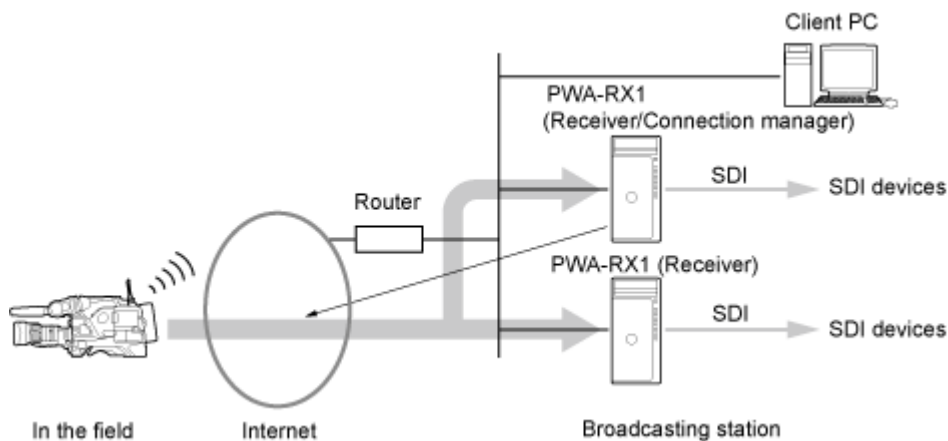 Client PC
PWA-RX1
(Receiver/Connection manager)
SDI
SDI devices
Router
PWA-RX1 (Receiver)
SDI
SDI devices
In the field
Internet
Broadcasting station